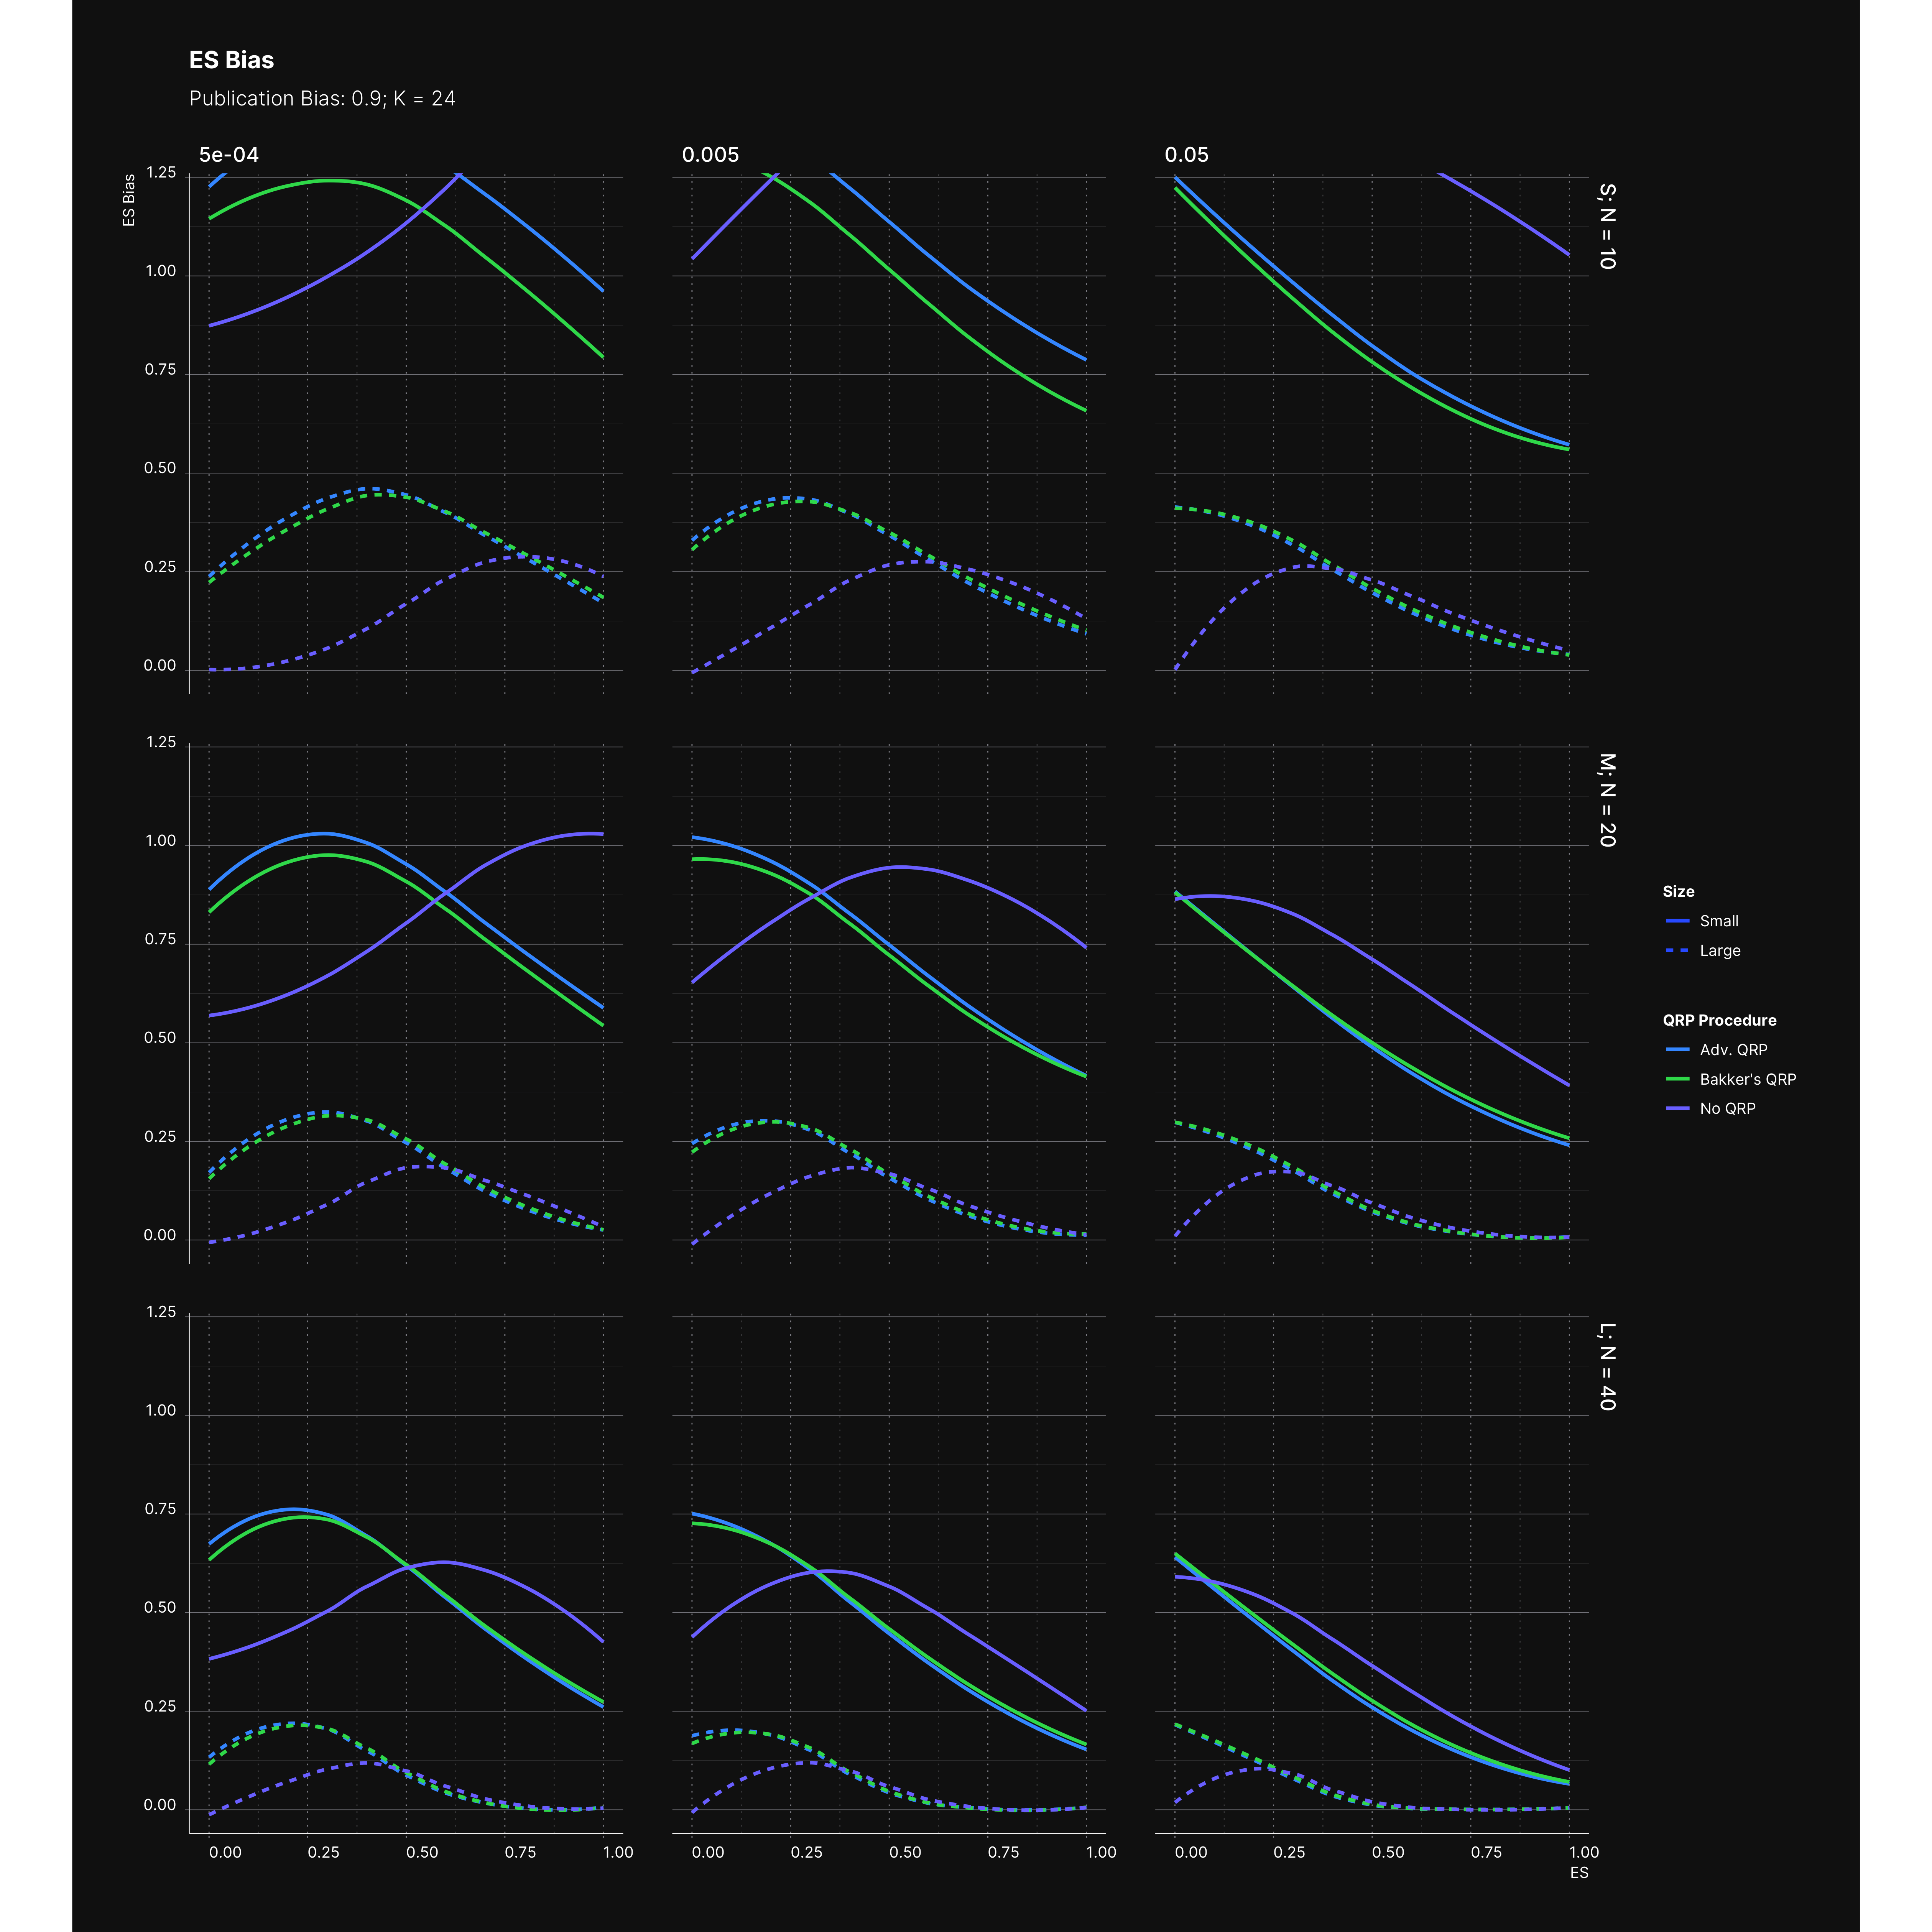 ES Bias
Publication Bias: 0.9; K = 24
5e-04
0.005
0.05
ES Bias
1.25
1.00
0.75
0.50
0.25
0.00
S; N = 10
1.25
1.00
0.75
0.50
0.25
0.00
M; N = 20
1.25
1.00
0.75
0.50
0.25
0.00
L; N = 40
0.00 0.25 0.50 0.75 1.00
0.00 0.25 0.50 0.75 1.00
0.00 0.25 0.50 0.75 1.00
ES
Size
Small
Large
QRP Procedure
Adv. QRP
Bakker's QRP
No QRP